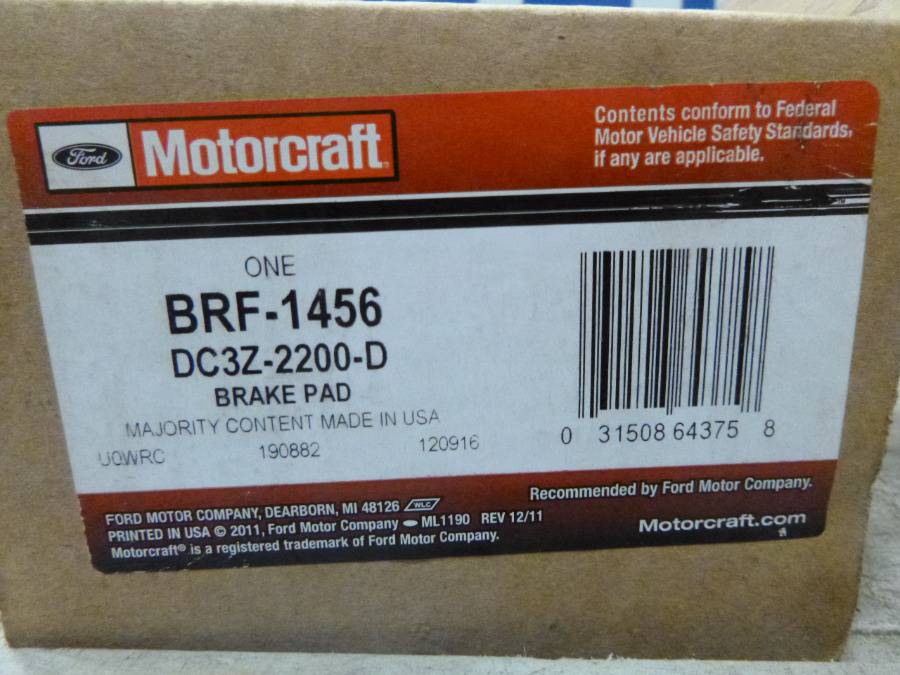 Ford Motorcraft
Contents conform to Federal
Motor Vehicle Safety Standards,
if any are applicable.
ONE
BRF-1456
DC3Z-2200-D
BRAKE PAD
MAJORITY CONTENT MADE IN USA
UQWRC 190882 120916
0 31508 64375 8
FORD MOTOR COMPANY, DEARBORN, MI 48126 WLC
PRINTED IN USA © 2011, Ford Motor Company ML1190 REV 12/11
Motorcraft® is a registered trademark of Ford Motor Company.
Recommended by Ford Motor Company.
Motorcraft.com